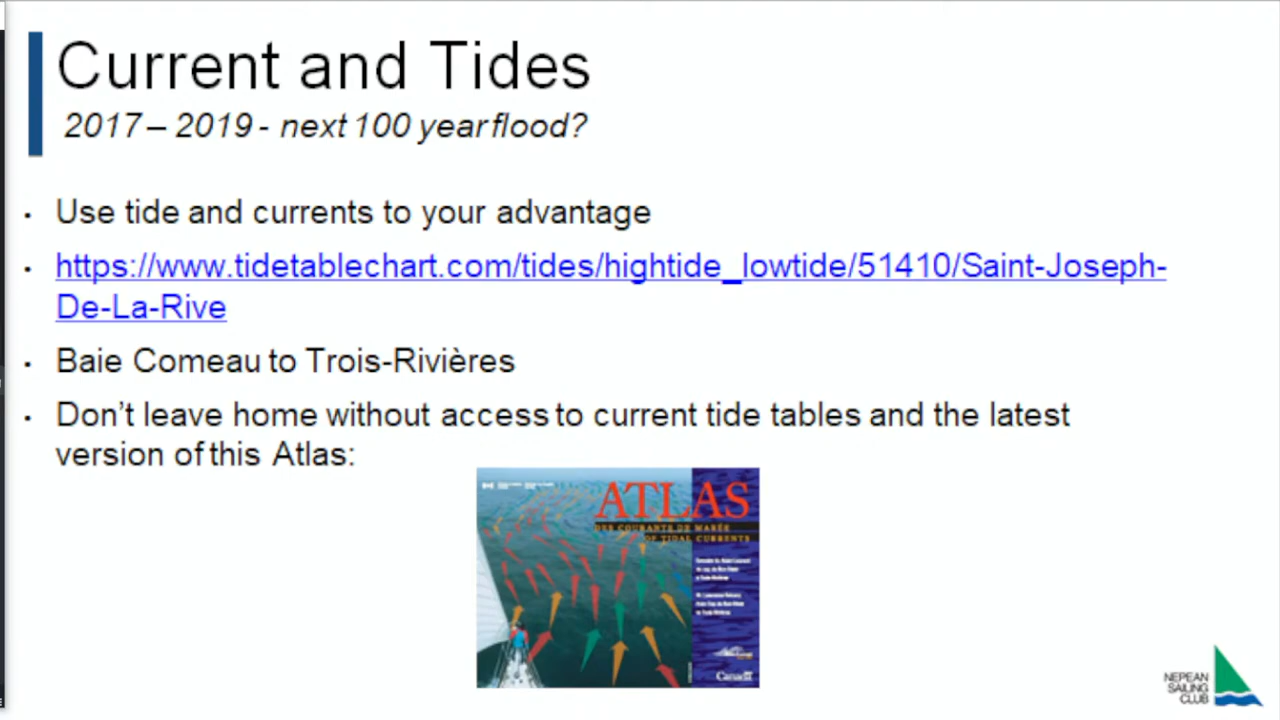 Current and Tides
2017 – 2019 - next 100 year flood?
• Use tide and currents to your advantage
• https://www.tidetablechart.com/tides/hightide_lowtide/51410/Saint-Joseph-
De-La-Rive
• Baie Comeau to Trois-Rivières
• Don’t leave home without access to current tide tables and the latest
version of this Atlas:
ATLAS
DES COURANTS DE MARÉE
OF TIDAL CURRENTS
Canada
NEPEAN
SAILING
CLUB